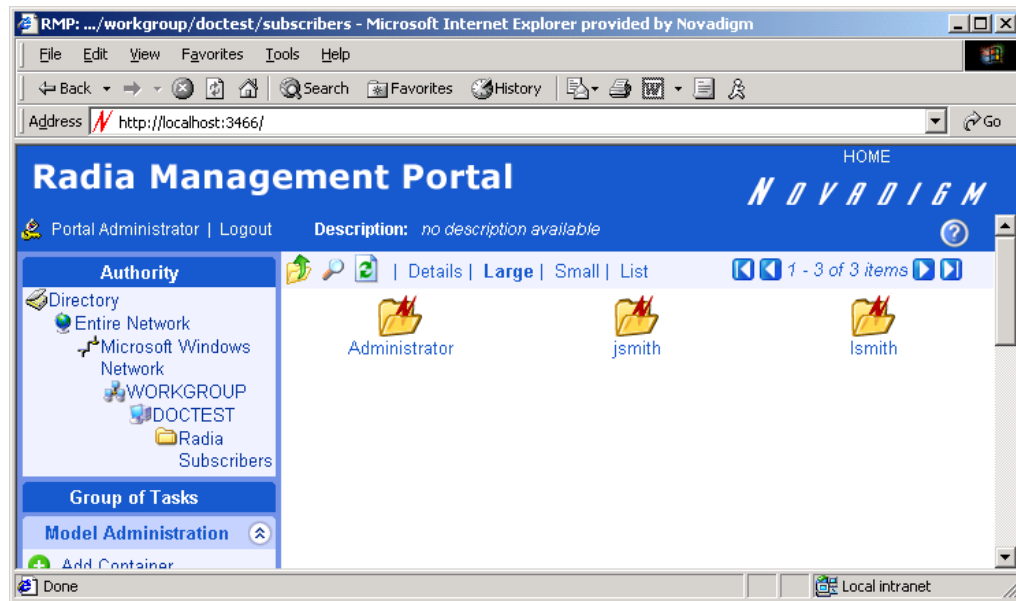 RMP: .../workgroup/doctest/subscribers - Microsoft Internet Explorer provided by Novadigm
File Edit View Favorites Tools Help
Back Search Favorites History
Address http://localhost:3466/ Go
HOME
Radia Management Portal
NOVADIGM
Portal Administrator | Logout Description: no description available
Authority | Details | Large | Small | List 1 - 3 of 3 items
Directory
Entire Network
Microsoft Windows
Network
WORKGROUP
DOCTEST
Radia
Subscribers
Administrator jsmith lsmith
Group of Tasks
Model Administration
Add Container
Done Local intranet